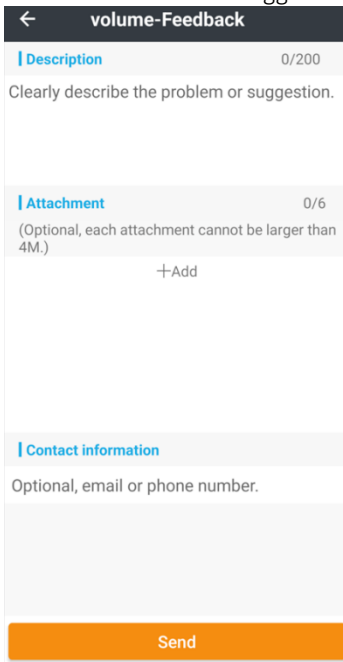 ← volume-Feedback
Description 0/200
Clearly describe the problem or suggestion.
Attachment 0/6
(Optional, each attachment cannot be larger than
4M.)
+Add
Contact information
Optional, email or phone number.
Send